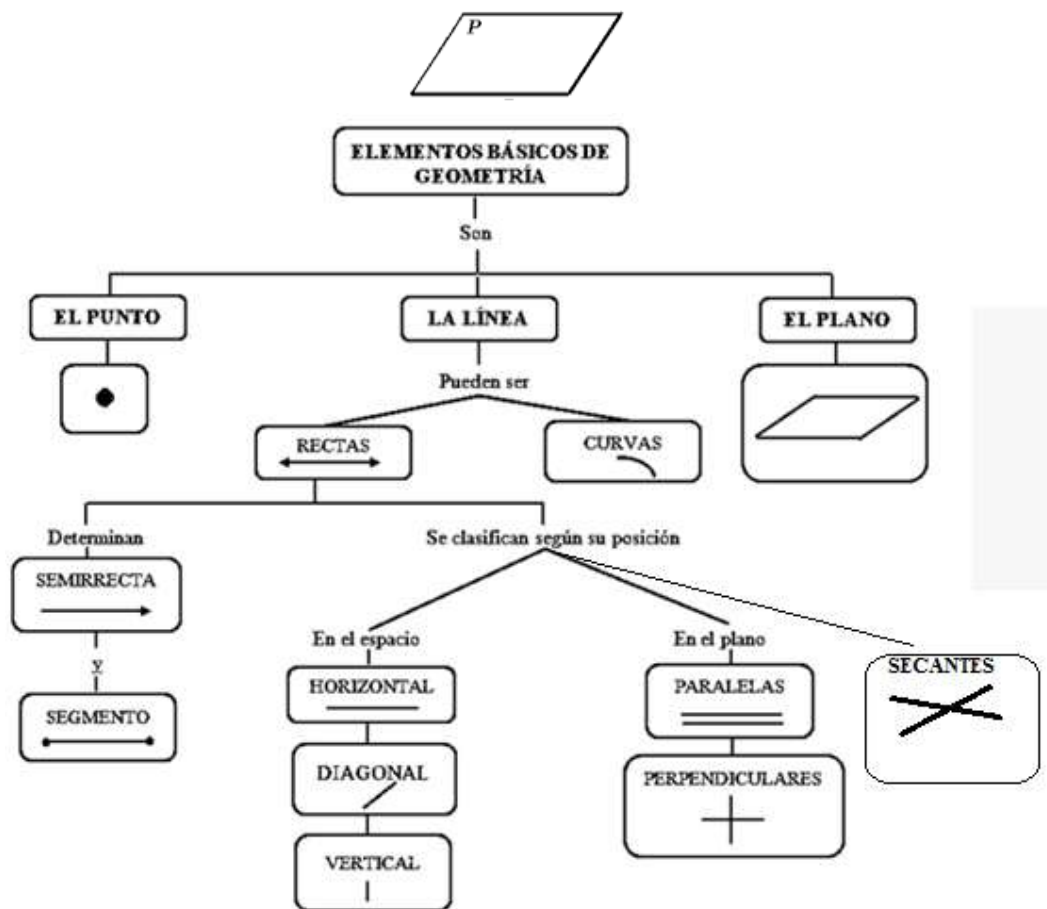 P
ELEMENTOS BÁSICOS DE
GEOMETRÍA
Son
EL PUNTO
LA LÍNEA
EL PLANO
Pueden ser
RECTAS
CURVAS
Determinan
Se clasifican según su posición
SEMIRRECTA
y
SEGMENTO
En el espacio
En el plano
HORIZONTAL
PARALELAS
SECANTES
DIAGONAL
PERPENDICULARES
VERTICAL